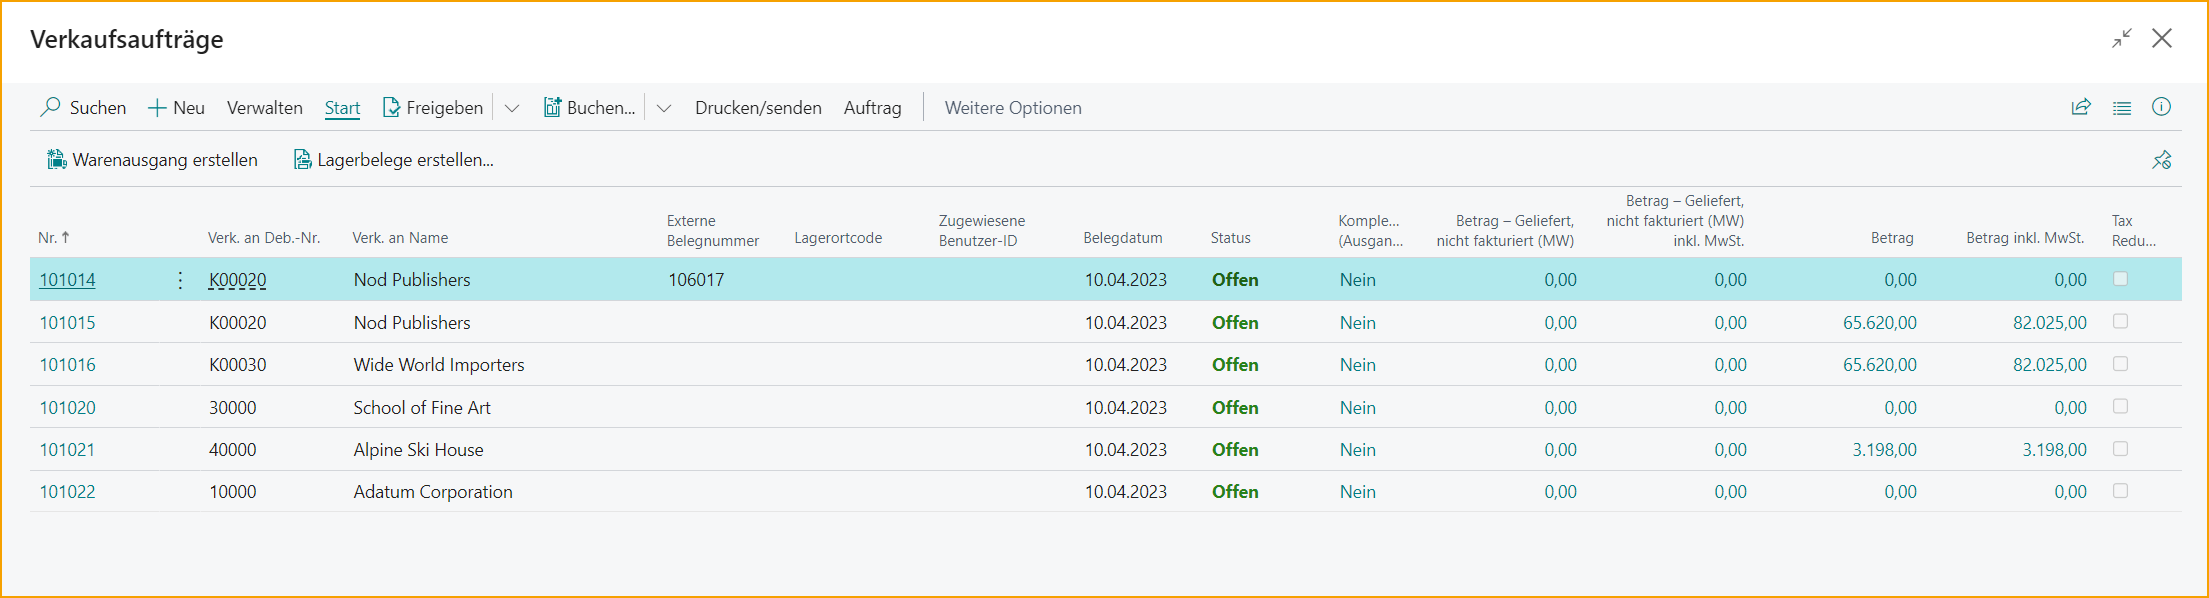 Verkaufsaufträge
Suchen Neu Verwalten Start Freigeben Buchen... Drucken/senden Auftrag Weitere Optionen
Warenausgang erstellen Lagerbelege erstellen...
Nr. ↑ Verk. an Deb.-Nr. Verk. an Name Externe Belegnummer Lagerortcode Zugewiesene Benutzer-ID Belegdatum Status Komple... (Ausgan... Betrag – Geliefert, nicht fakturiert (MW) Betrag – Geliefert, nicht fakturiert (MW) inkl. MwSt. Betrag Betrag inkl. MwSt. Tax Redu...
101014 K00020 Nod Publishers 106017 10.04.2023 Offen Nein 0,00 0,00 0,00 0,00
101015 K00020 Nod Publishers 10.04.2023 Offen Nein 0,00 0,00 65.620,00 82.025,00
101016 K00030 Wide World Importers 10.04.2023 Offen Nein 0,00 0,00 65.620,00 82.025,00
101020 30000 School of Fine Art 10.04.2023 Offen Nein 0,00 0,00 0,00 0,00
101021 40000 Alpine Ski House 10.04.2023 Offen Nein 0,00 0,00 3.198,00 3.198,00
101022 10000 Adatum Corporation 10.04.2023 Offen Nein 0,00 0,00 0,00 0,00